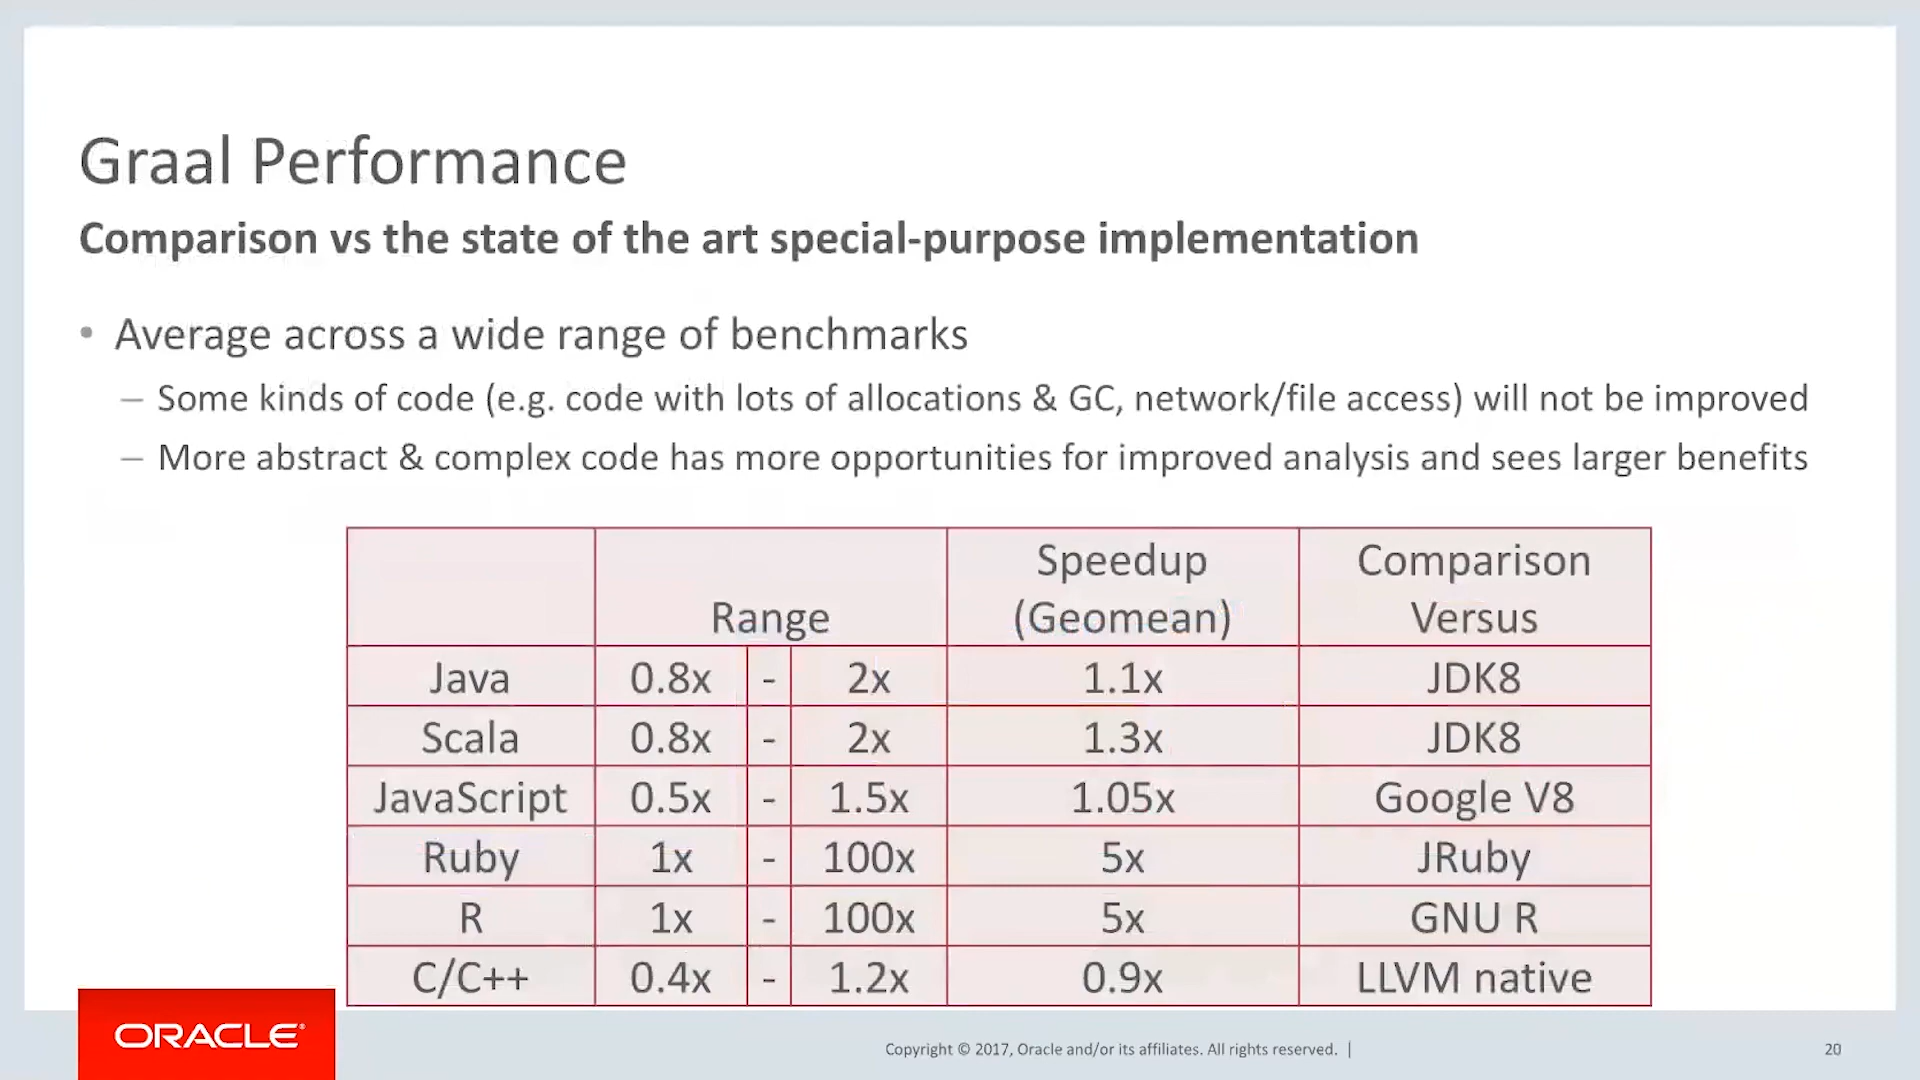 Graal Performance
Comparison vs the state of the art special-purpose implementation
• Average across a wide range of benchmarks
– Some kinds of code (e.g. code with lots of allocations & GC, network/file access) will not be improved
– More abstract & complex code has more opportunities for improved analysis and sees larger benefits
Range Speedup (Geomean) Comparison Versus
Java 0.8x - 2x 1.1x JDK8
Scala 0.8x - 2x 1.3x JDK8
JavaScript 0.5x - 1.5x 1.05x Google V8
Ruby 1x - 100x 5x JRuby
R 1x - 100x 5x GNU R
C/C++ 0.4x - 1.2x 0.9x LLVM native
ORACLE®
Copyright © 2017, Oracle and/or its affiliates. All rights reserved. | 20